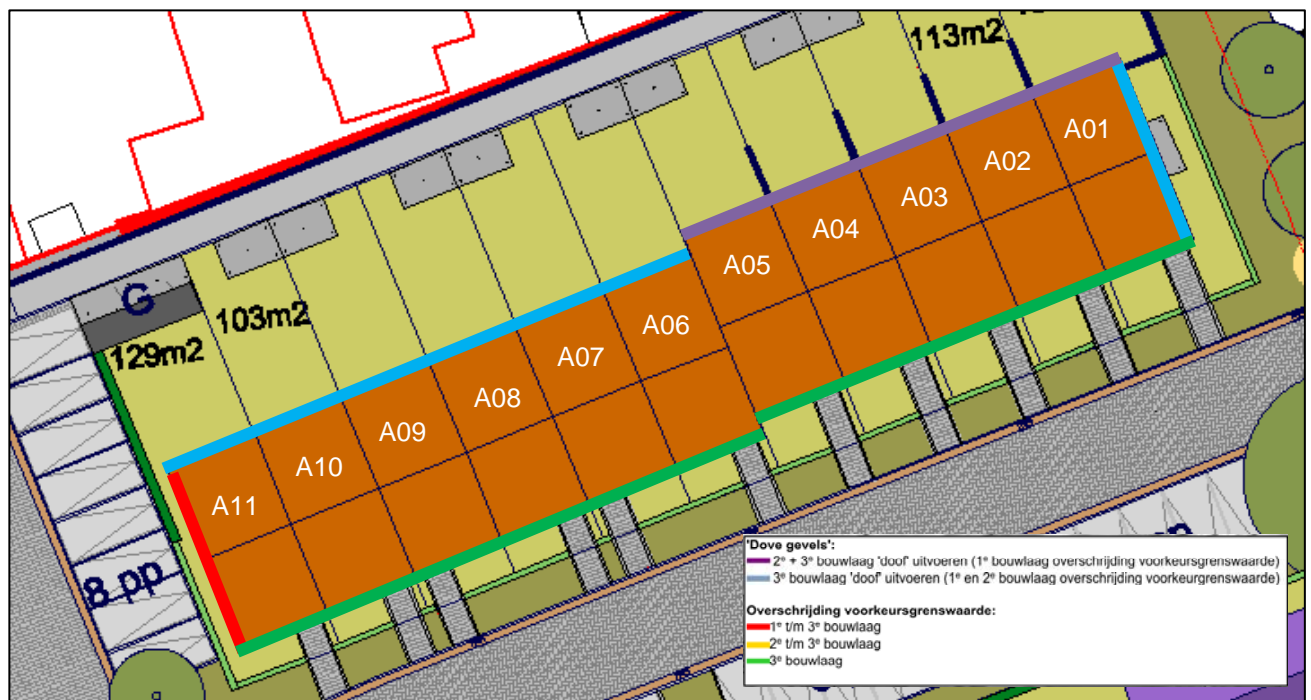 113m2
A01
A02
A03
A04
A05
A06
A07
A08
A09
A10
A11
G
103m2
129m2
8 pp
'Dove gevels':
2e + 3e bouwlaag 'doof' uitvoeren (1e bouwlaag overschrijding voorkeursgrenswaarde)
3e bouwlaag 'doof' uitvoeren (1e en 2e bouwlaag overschrijding voorkeurgrenswaarde)
Overschrijding voorkeursgrenswaarde:
1e t/m 3e bouwlaag
2e t/m 3e bouwlaag
3e bouwlaag